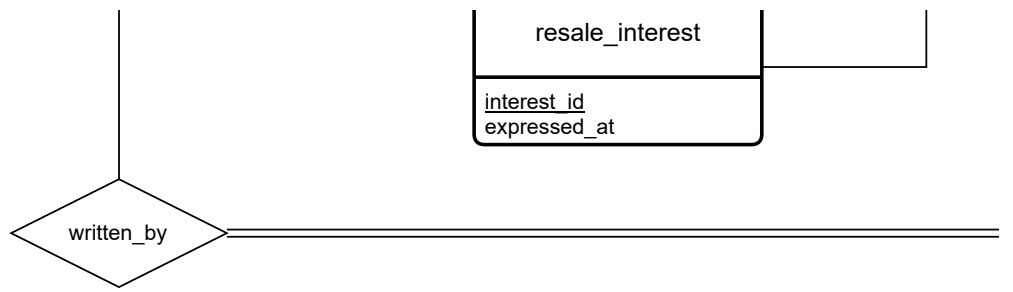 resale_interest
interest_id
expressed_at
written_by